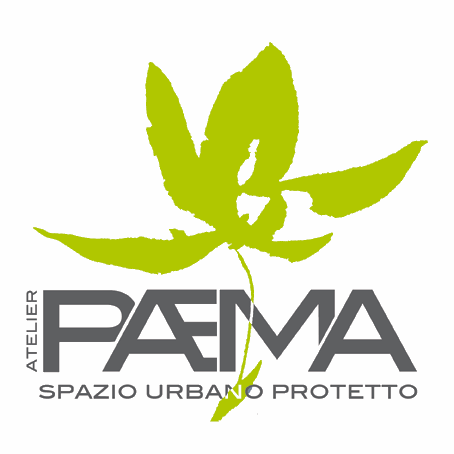 ATELIER
PÆMA
SPAZIO URBANO PROTETTO